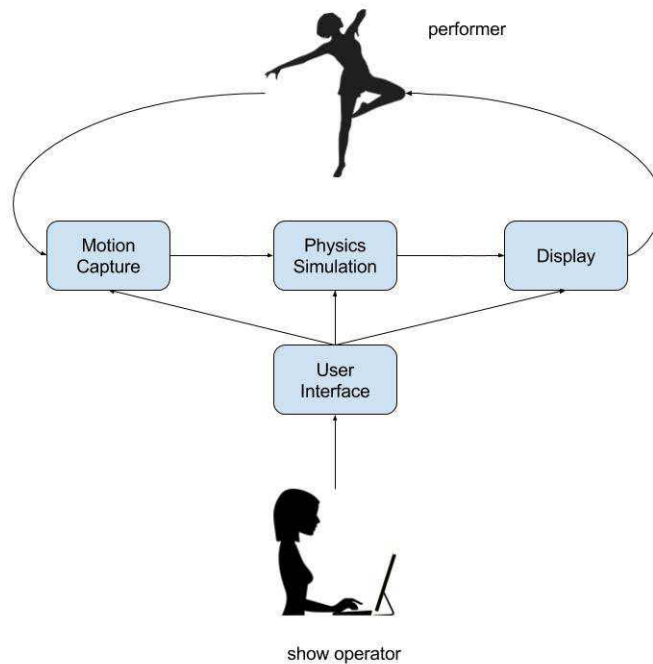 performer
Motion
Capture
Physics
Simulation
Display
User
Interface
show operator